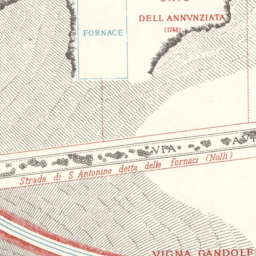 DELL'ANNVNZIATA
(1748)
FORNACE
VIA
Strada di S. Antonino detta delle fornaci (Nolli)
VIGNA GANDOLF